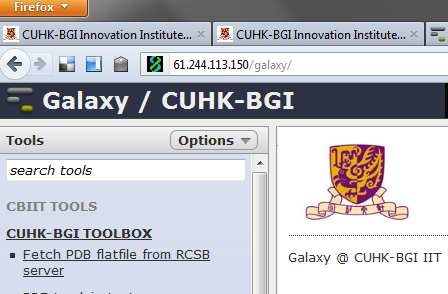 Firefox
CUHK-BGI Innovation Institute...
CUHK-BGI Innovation Institute...
61.244.113.150/galaxy/
Galaxy / CUHK-BGI
Tools
Options
search tools
CBIIT TOOLS
CUHK-BGI TOOLBOX
Fetch PDB flatfile from RCSB
server
Galaxy @ CUHK-BGI IIT